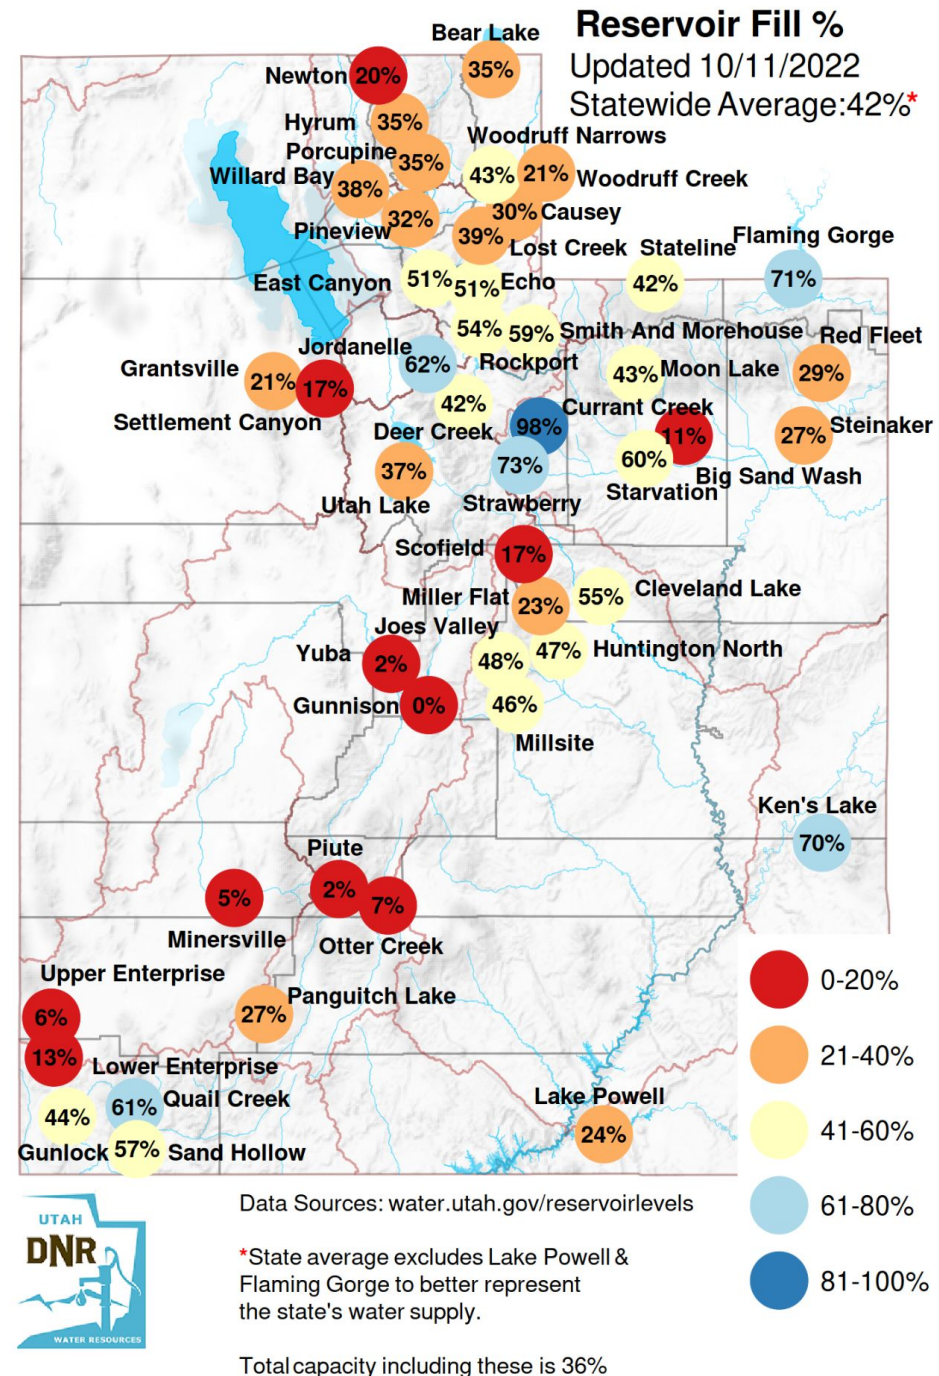 Reservoir Fill %
Updated 10/11/2022
Statewide Average:42%*
Bear Lake
35%
Newton
20%
Hyrum
35%
Porcupine
35%
Woodruff Narrows
43%
21%
Woodruff Creek
Willard Bay
38%
30%
Causey
Pineview
32%
39%
Lost Creek
Stateline
42%
Flaming Gorge
71%
East Canyon
51%
51%
Echo
54%
Rockport
59%
Smith And Morehouse
Jordanelle
62%
Red Fleet
29%
Grantsville
21%
17%
Settlement Canyon
43%
Moon Lake
42%
Deer Creek
Currant Creek
98%
11%
Big Sand Wash
27%
Steinaker
37%
Utah Lake
73%
Strawberry
60%
Starvation
Scofield
17%
Miller Flat
23%
55%
Cleveland Lake
Joes Valley
48%
47%
Huntington North
Yuba
2%
Gunnison
0%
46%
Millsite
Ken's Lake
70%
Piute
2%
7%
Otter Creek
5%
Minersville
Upper Enterprise
6%
27%
Panguitch Lake
13%
Lower Enterprise
61%
Quail Creek
44%
Gunlock
57%
Sand Hollow
Lake Powell
24%
0-20%
21-40%
41-60%
61-80%
81-100%
UTAH
DNR
WATER RESOURCES
Data Sources: water.utah.gov/reservoirlevels
*State average excludes Lake Powell &
Flaming Gorge to better represent
the state's water supply.
Total capacity including these is 36%